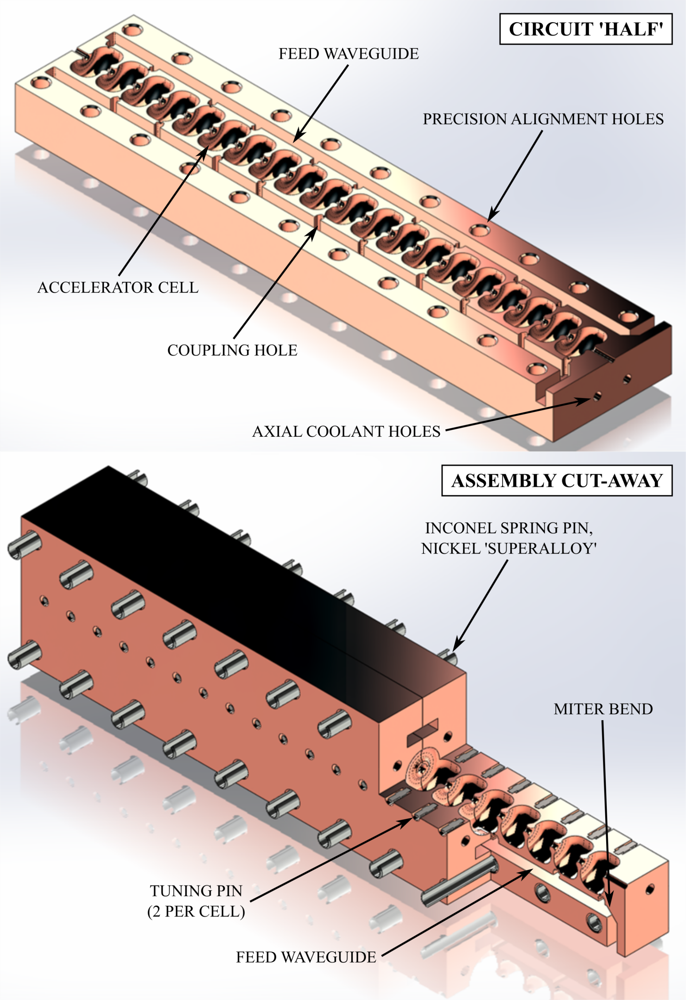 CIRCUIT 'HALF'
FEED WAVEGUIDE
PRECISION ALIGNMENT HOLES
ACCELERATOR CELL
COUPLING HOLE
AXIAL COOLANT HOLES
ASSEMBLY CUT-AWAY
INCONEL SPRING PIN,
NICKEL 'SUPERALLOY'
MITER BEND
TUNING PIN
(2 PER CELL)
FEED WAVEGUIDE